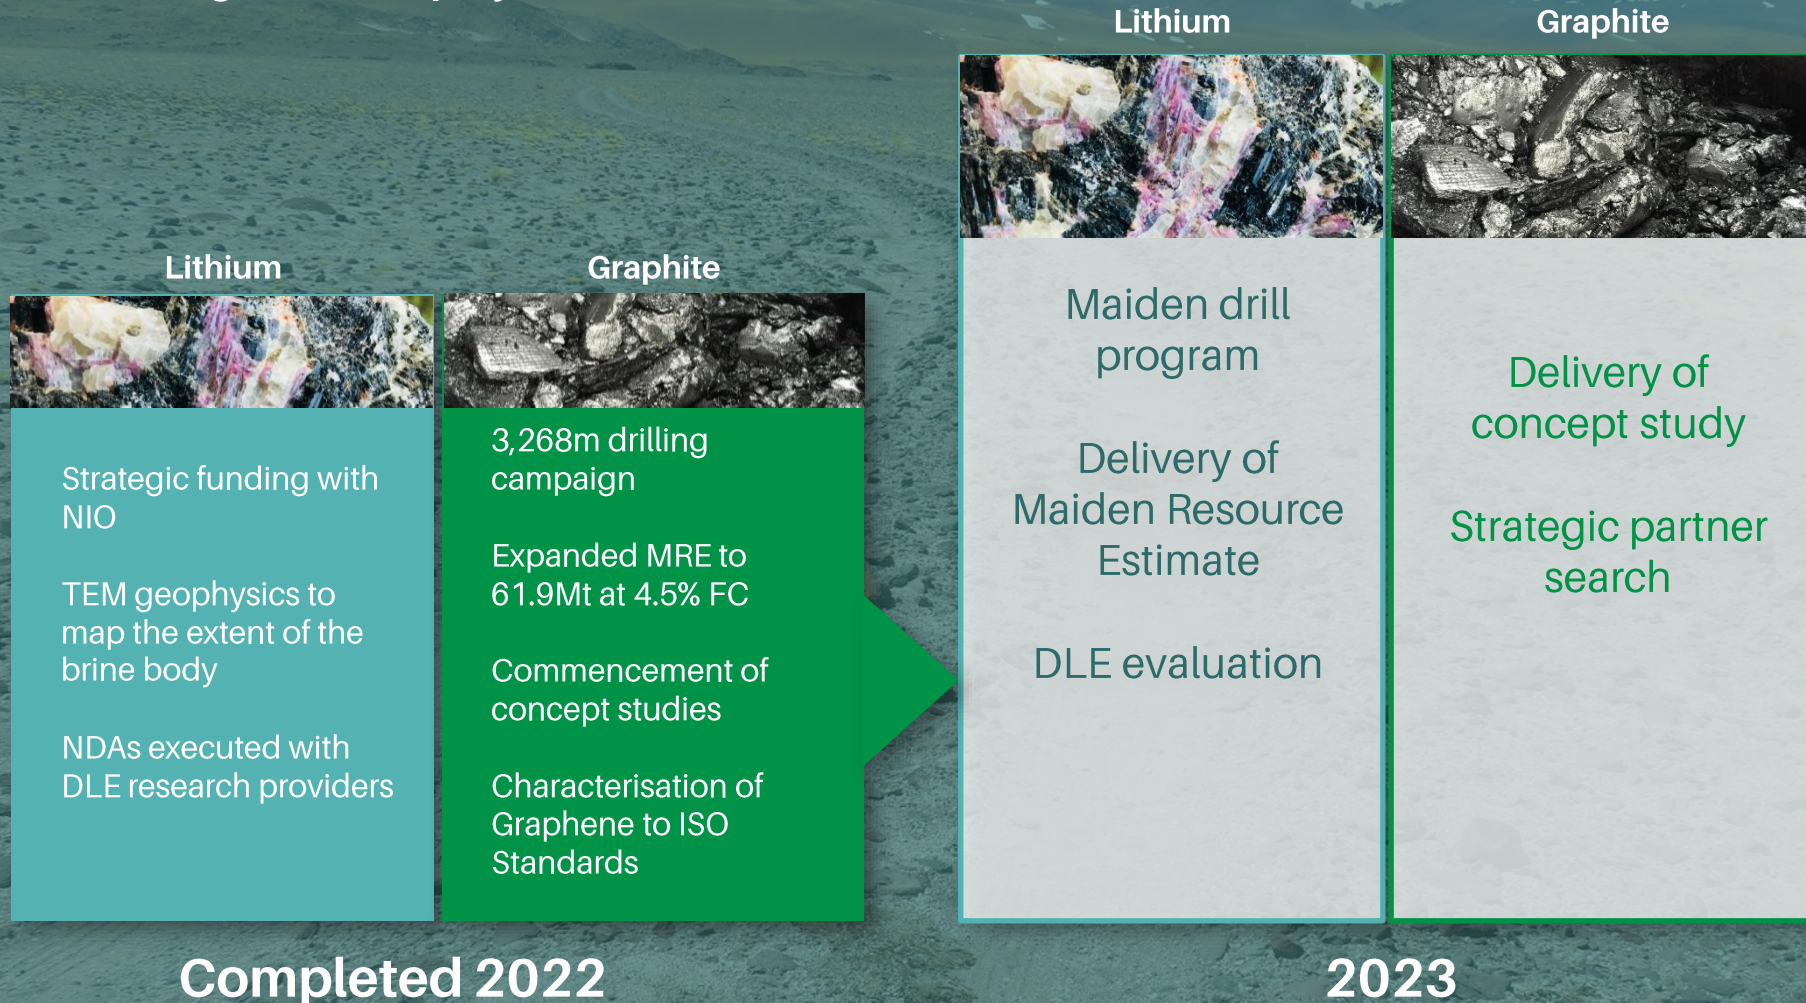 Lithium
Graphite
Strategic funding with
NIO
TEM geophysics to
map the extent of the
brine body
NDAs executed with
DLE research providers
3,268m drilling
campaign
Expanded MRE to
61.9Mt at 4.5% FC
Commencement of
concept studies
Characterisation of
Graphene to ISO
Standards
Completed 2022
Lithium
Graphite
Maiden drill
program
Delivery of
Maiden Resource
Estimate
DLE evaluation
Delivery of
concept study
Strategic partner
search
2023